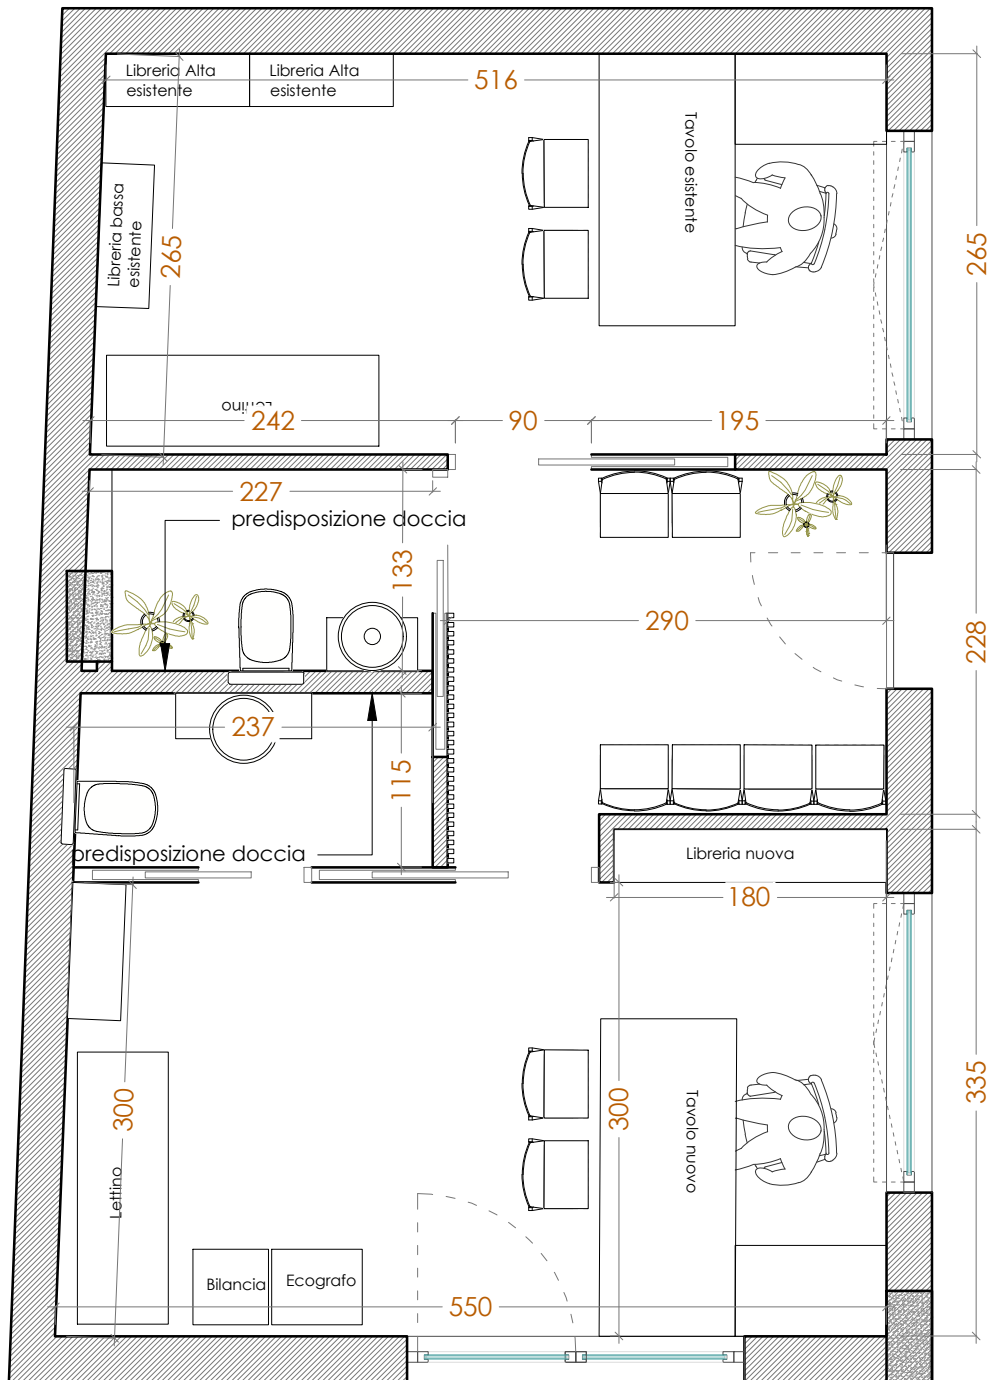 Libreria Alta
esistente
Libreria Alta
esistente
516
Tavolo esistente
Libreria bassa
esistente
265
265
Lettino
242
90
195
227
predisposizione doccia
133
290
228
237
115
predisposizione doccia
Libreria nuova
180
300
Lettino
300
Tavolo nuovo
335
Bilancia
Ecografo
550